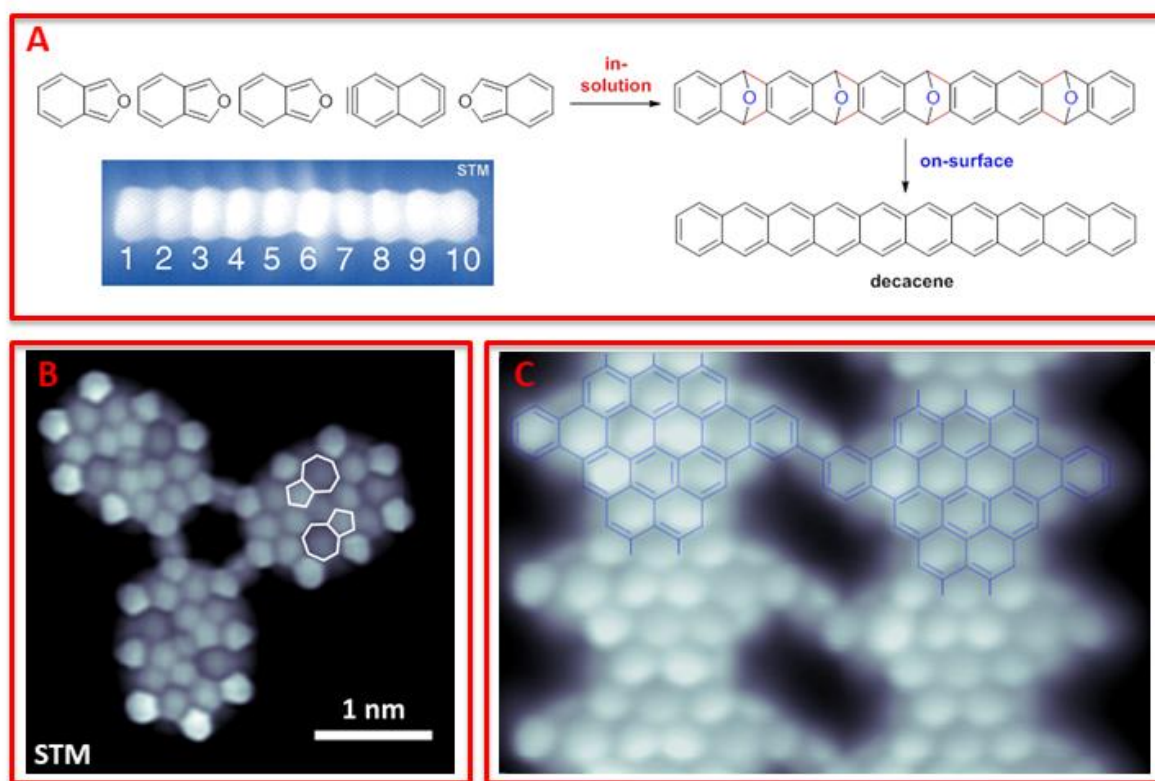 A
O
O
O
O
in-
solution
O
O
O
O
STM
on-surface
1 2 3 4 5 6 7 8 9 10
decacene
B
C
1 nm
STM